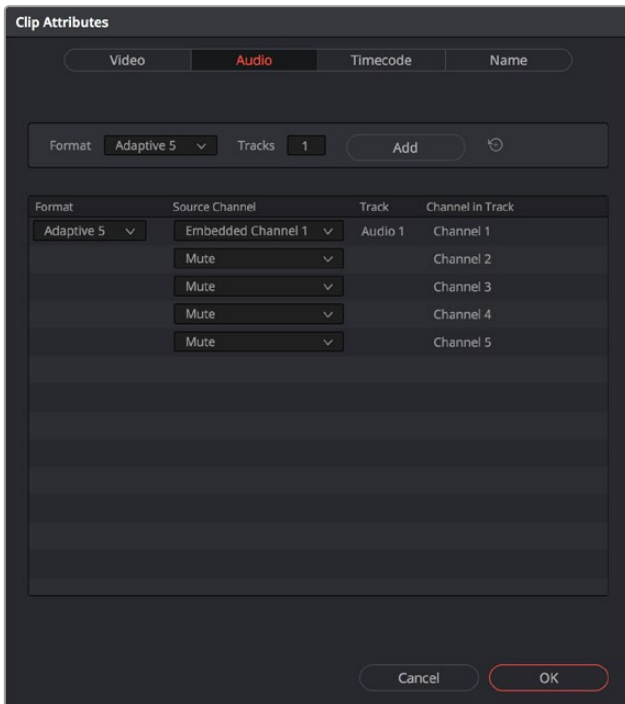 Clip Attributes
Video Audio Timecode Name
Format Adaptive 5 Tracks 1 Add
Format Source Channel Track Channel in Track
Adaptive 5 Embedded Channel 1 Audio 1 Channel 1
Mute Channel 2
Mute Channel 3
Mute Channel 4
Mute Channel 5
Cancel OK